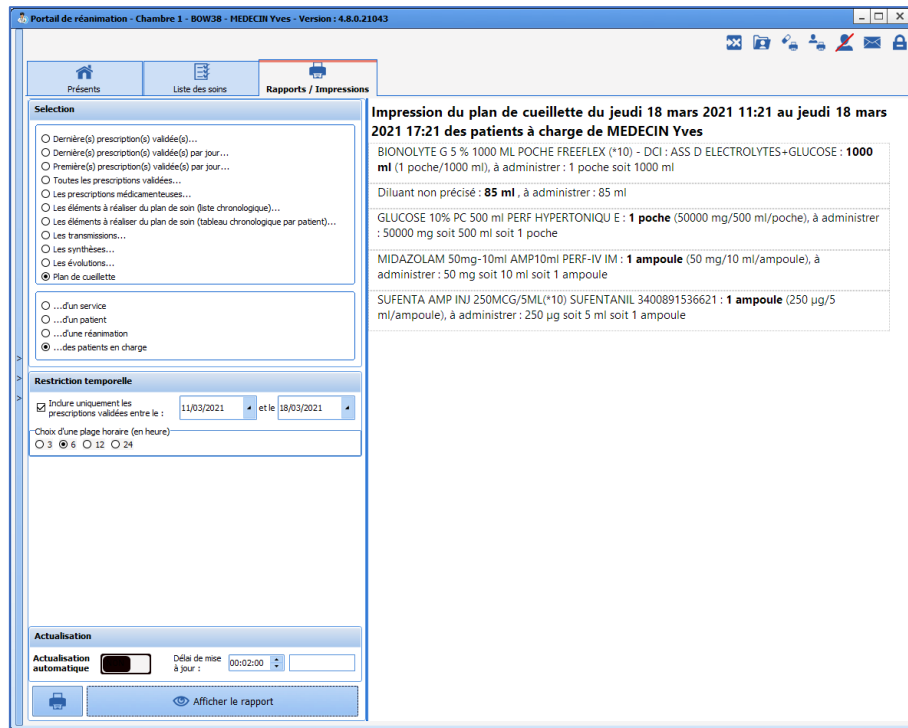 Portail de réanimation - Chambre 1 - BOW38 - MEDECIN Yves - Version : 4.8.0.21043
Présents
Liste des soins
Rapports / Impressions
Selection
Dernière(s) prescription(s) validée(s)...
Dernière(s) prescription(s) validée(s) par jour...
Première(s) prescription(s) validée(s) par jour...
Toutes les prescriptions validées...
Les prescriptions médicamenteuses...
Les éléments à réaliser du plan de soin (liste chronologique)...
Les éléments à réaliser du plan de soin (tableau chronologique par patient)...
Les transmissions...
Les synthèses...
Les évolutions...
Plan de cueillette
...d'un service
...d'un patient
...d'une réanimation
...des patients en charge
Restriction temporelle
Inclure uniquement les
prescriptions validées entre le :
11/03/2021
et le
18/03/2021
Choix d'une plage horaire (en heure)
3
6
12
24
Actualisation
Actualisation
automatique
Délai de mise
à jour :
00:02:00
Afficher le rapport
Impression du plan de cueillette du jeudi 18 mars 2021 11:21 au jeudi 18 mars
2021 17:21 des patients à charge de MEDECIN Yves
BIONOLYTE G 5 % 1000 ML POCHE FREEFLEX (*10) - DCI : ASS D ELECTROLYTES+GLUCOSE : 1000
ml (1 poche/1000 ml), à administrer : 1 poche soit 1000 ml
Diluant non précisé : 85 ml , à administrer : 85 ml
GLUCOSE 10% PC 500 ml PERF HYPERTONIQU E : 1 poche (50000 mg/500 ml/poche), à administrer
: 50000 mg soit 500 ml soit 1 poche
MIDAZOLAM 50mg-10ml AMP10ml PERF-IV IM : 1 ampoule (50 mg/10 ml/ampoule), à
administrer : 50 mg soit 10 ml soit 1 ampoule
SUFENTA AMP INJ 250MCG/5ML(*10) SUFENTANIL 3400891536621 : 1 ampoule (250 µg/5
ml/ampoule), à administrer : 250 µg soit 5 ml soit 1 ampoule